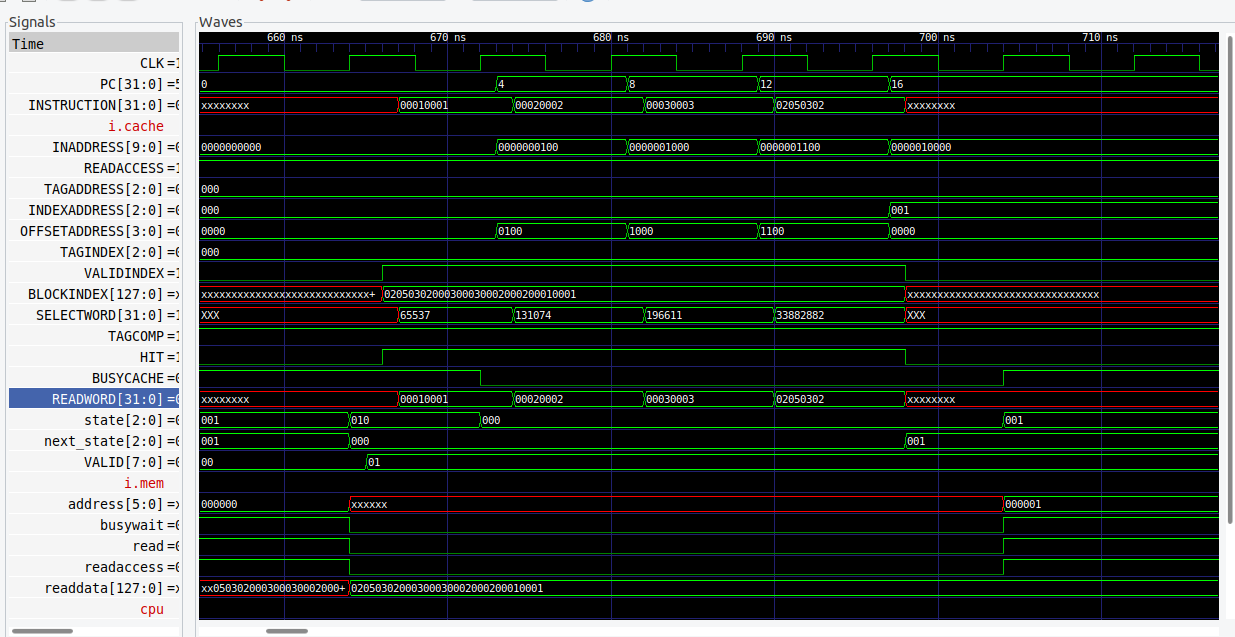 Signals
Waves
Time
660 ns 670 ns 680 ns 690 ns 700 ns 710 ns
CLK =1
PC[31:0] =5 0 4 8 12 16
INSTRUCTION[31:0] =0 xxxxxxxx 00010001 00020002 00030003 02050302 xxxxxxxx
i.cache
INADDRESS[9:0] =0 0000000000 0000000100 0000001000 0000001100 0000010000
READACCESS =1
TAGADDRESS[2:0] =0 000
INDEXADDRESS[2:0] =0 000 001
OFFSETADDRESS[3:0] =0 0000 0100 1000 1100 0000
TAGINDEX[2:0] =0 000
VALIDINDEX =1
BLOCKINDEX[127:0] =x xxxxxxxxxxxxxxxxxxxxxxxxxxx+ 02050302000300030002000200010001 xxxxxxxxxxxxxxxxxxxxxxxxxxxxxxxx
SELECTWORD[31:0] =1 XXX 65537 131074 196611 33882882 XXX
TAGCOMP =1
HIT =1
BUSYCACHE =0
READWORD[31:0] =0 xxxxxxxx 00010001 00020002 00030003 02050302 xxxxxxxx
state[2:0] =0 001 010 000 001
next_state[2:0] =0 001 000 001
VALID[7:0] =0 00 01
i.mem
address[5:0] =x 000000 xxxxxx 000001
busywait =0
read =0
readaccess =0
readdata[127:0] =x xx050302000300030002000+ 02050302000300030002000200010001
cpu